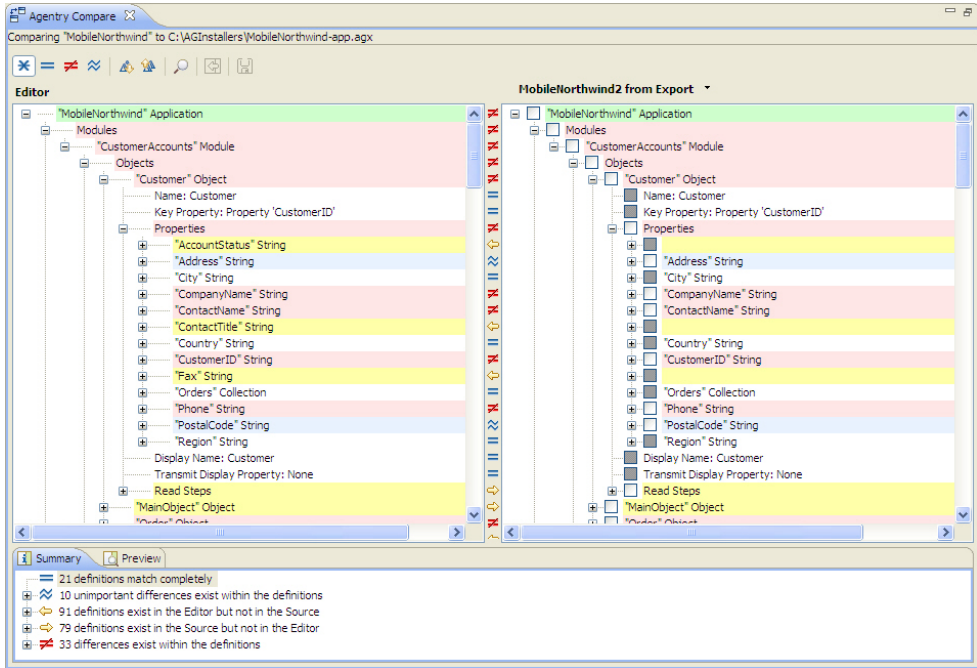 Agentry Compare
Comparing "MobileNorthwind" to C:\AGInstallers\MobileNorthwind-app.agx
Editor
"MobileNorthwind" Application
Modules
"CustomerAccounts" Module
Objects
"Customer" Object
Name: Customer
Key Property: Property 'CustomerID'
Properties
"AccountStatus" String
"Address" String
"City" String
"CompanyName" String
"ContactName" String
"ContactTitle" String
"Country" String
"CustomerID" String
"Fax" String
"Orders" Collection
"Phone" String
"PostalCode" String
"Region" String
Display Name: Customer
Transmit Display Property: None
Read Steps
"MainObject" Object
"Order" Object
MobileNorthwind2 from Export
"MobileNorthwind" Application
Modules
"CustomerAccounts" Module
Objects
"Customer" Object
Name: Customer
Key Property: Property 'CustomerID'
Properties
"Address" String
"City" String
"CompanyName" String
"ContactName" String
"Country" String
"CustomerID" String
"Orders" Collection
"Phone" String
"PostalCode" String
"Region" String
Display Name: Customer
Transmit Display Property: None
Read Steps
"MainObject" Object
"Order" Object
Summary
Preview
21 definitions match completely
10 unimportant differences exist within the definitions
91 definitions exist in the Editor but not in the Source
79 definitions exist in the Source but not in the Editor
33 differences exist within the definitions